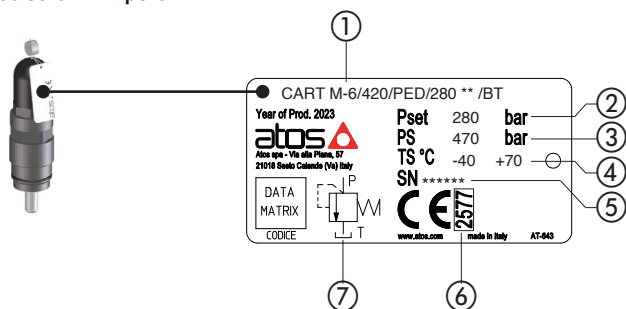 ①
CART M-6/420/PED/280 ** /BT
Year of Prod. 2023
atos
Atos spa - Via alla Piana, 57
21018 Sesto Calende (Va) Italy
Pset 280 bar ②
PS 470 bar ③
TS °C -40 +70 ④
SN ****** ⑤
DATA
MATRIX
CODICE
P
T
CE 2577
www.atos.com made in Italy AT-643
⑦ ⑥